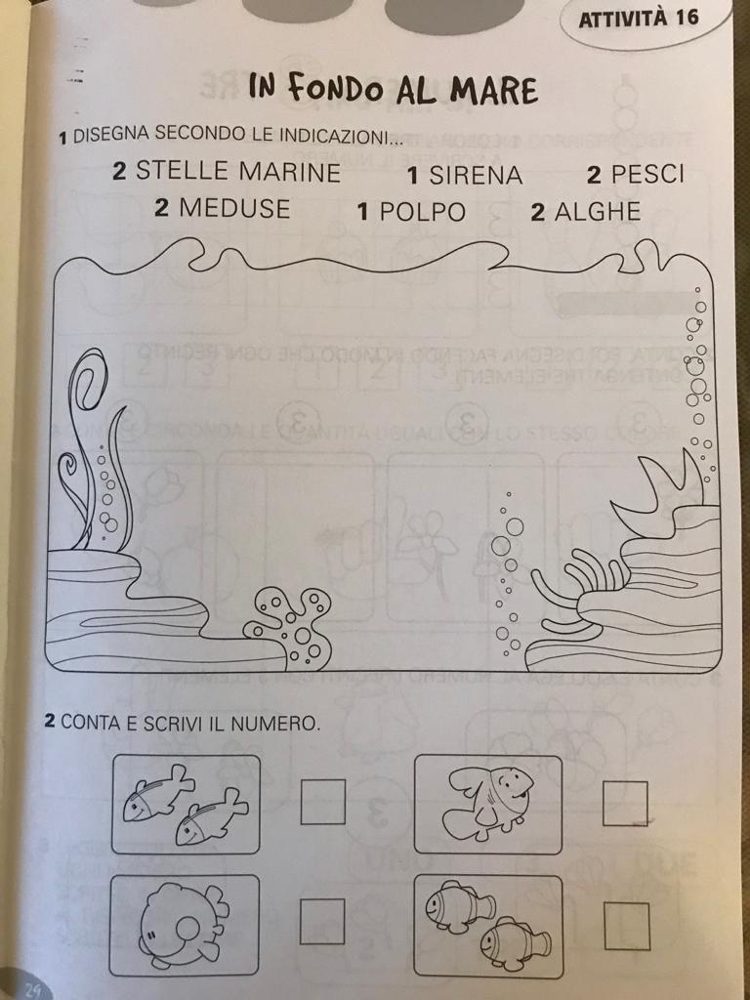 ATTIVITÀ 16
IN FONDO AL MARE
1 DISEGNA SECONDO LE INDICAZIONI...
2 STELLE MARINE 1 SIRENA 2 PESCI
2 MEDUSE 1 POLPO 2 ALGHE
2 CONTA E SCRIVI IL NUMERO.
29